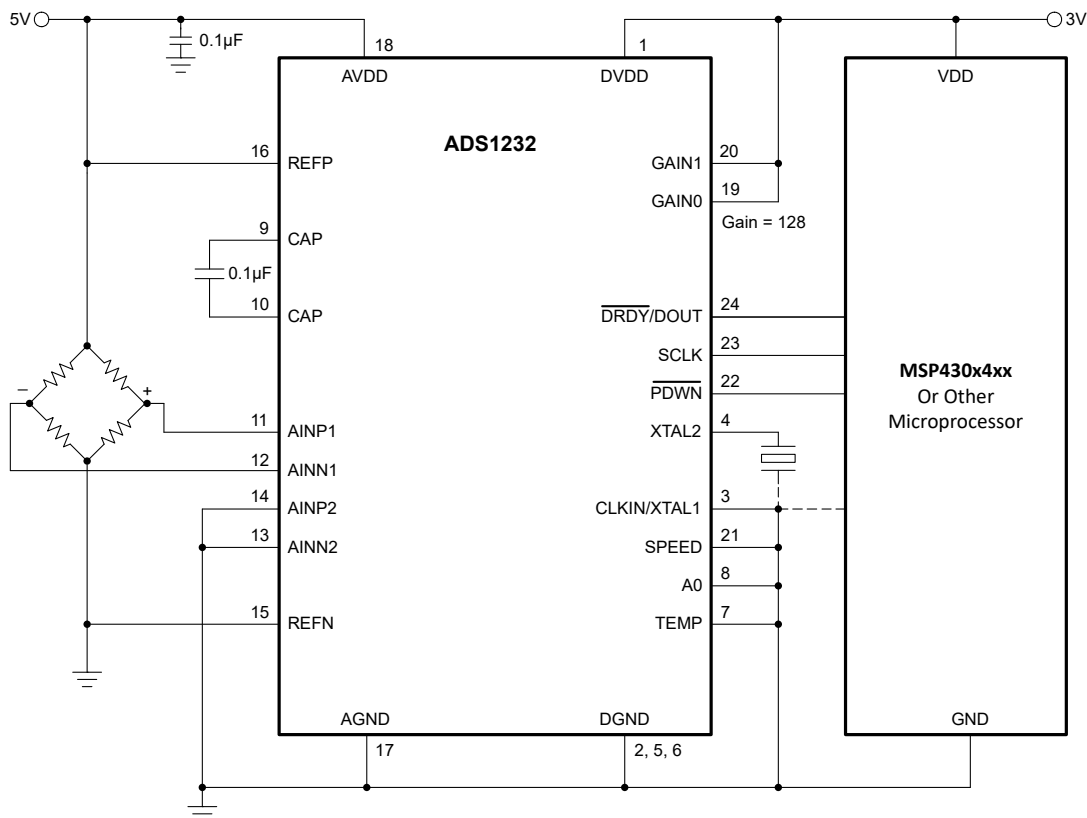 5V
3V
0.1µF
18
1
AVDD
DVDD
VDD
ADS1232
16
REFP
GAIN1
20
GAIN0
19
Gain = 128
9
CAP
0.1µF
10
CAP
DRDY/DOUT
24
SCLK
23
PDWN
22
MSP430x4xx
Or Other
Microprocessor
–
+
11
AINP1
XTAL2
4
12
AINN1
14
AINP2
CLKIN/XTAL1
3
13
AINN2
SPEED
21
A0
8
15
REFN
TEMP
7
AGND
DGND
GND
17
2, 5, 6